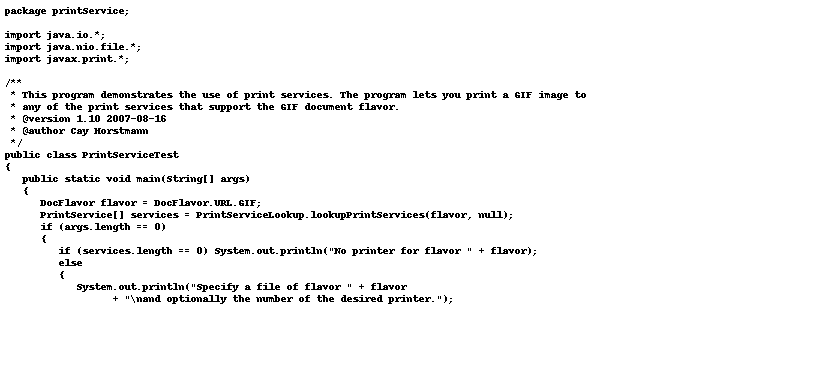 package printService;

import java.io.*;
import java.nio.file.*;
import javax.print.*;

/**
 * This program demonstrates the use of print services. The program lets you print a GIF image to
 * any of the print services that support the GIF document flavor.
 * @version 1.10 2007-08-16
 * @author Cay Horstmann
 */
public class PrintServiceTest
{
   public static void main(String[] args)
   {
      DocFlavor flavor = DocFlavor.URL.GIF;
      PrintService[] services = PrintServiceLookup.lookupPrintServices(flavor, null);
      if (args.length == 0)
      {
         if (services.length == 0) System.out.println("No printer for flavor " + flavor);
         else
         {
            System.out.println("Specify a file of flavor " + flavor
                  + "\nand optionally the number of the desired printer.");